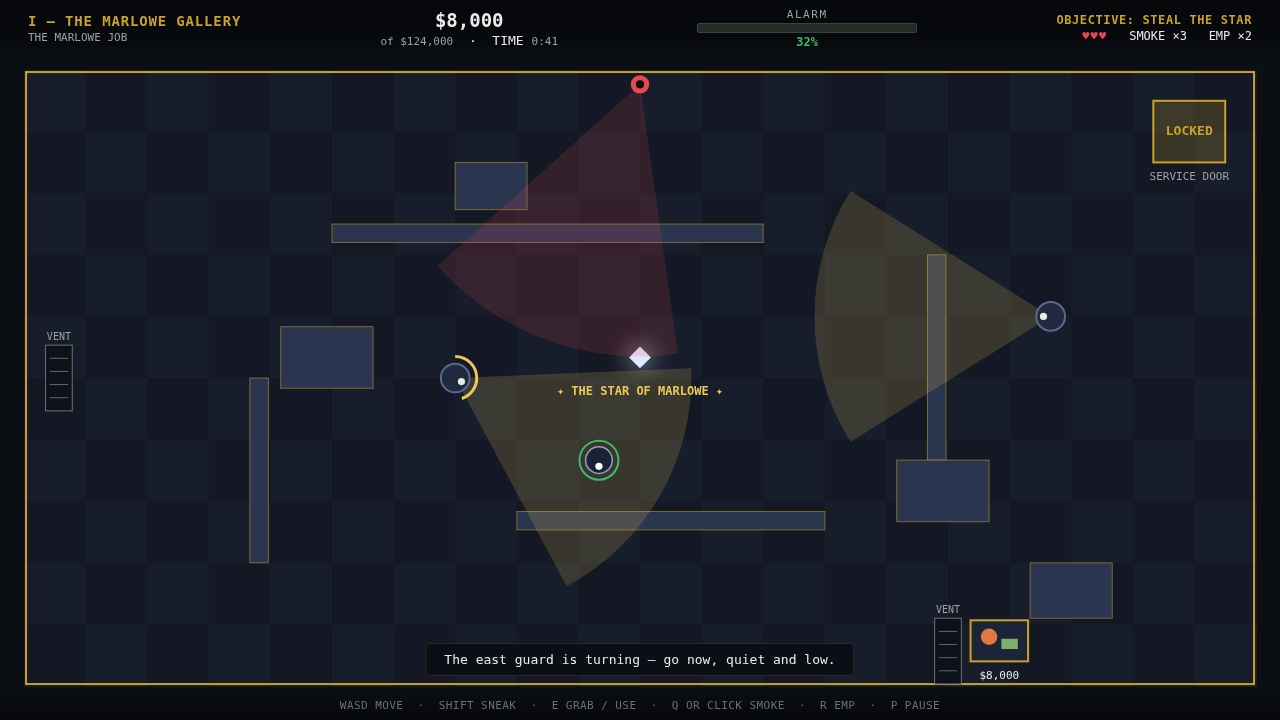 I — THE MARLOWE GALLERY
THE MARLOWE JOB
$8,000
of $124,000 · TIME 0:41
ALARM
32%
OBJECTIVE: STEAL THE STAR
♥♥♥ SMOKE ×3 EMP ×2
LOCKED
SERVICE DOOR
VENT
✦ THE STAR OF MARLOWE ✦
VENT
$8,000
The east guard is turning — go now, quiet and low.
WASD MOVE · SHIFT SNEAK · E GRAB / USE · Q OR CLICK SMOKE · R EMP · P PAUSE